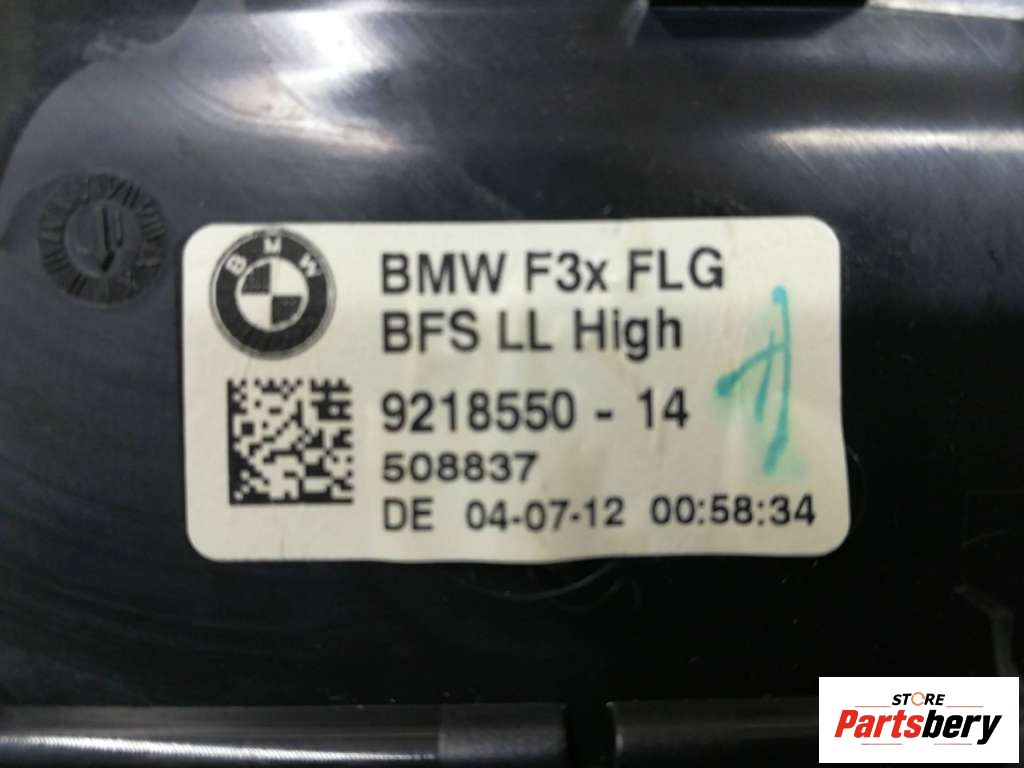 BMW
BMW F3x FLG
BFS LL High
9218550 - 14
508837
DE 04-07-12 00:58:34
STORE
Partsbery